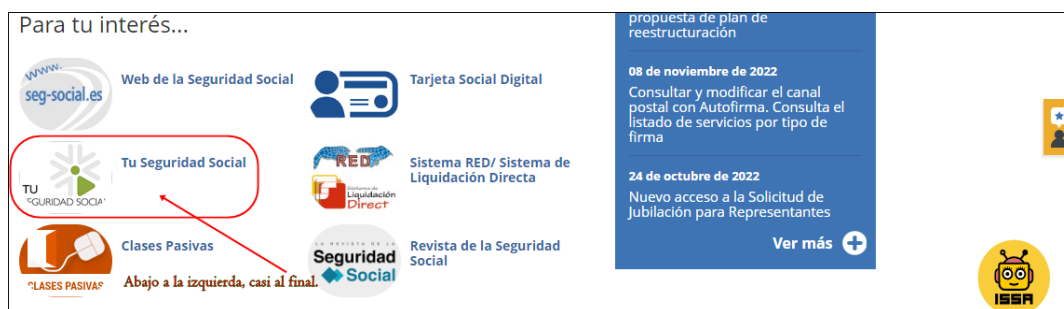 Para tu interés...
www.
seg-social.es
Web de la Seguridad Social
Tarjeta Social Digital
TU
SEGURIDAD SOCIA
Tu Seguridad Social
RED
Sistema de
Liquidación
Direct
Sistema RED/ Sistema de
Liquidación Directa
CLASES PASIVAS
Clases Pasivas
LA REVISTA DE LA
Seguridad
Social
Revista de la Seguridad
Social
Abajo a la izquierda, casi al final.
propuesta de plan de
reestructuración
08 de noviembre de 2022
Consultar y modificar el canal
postal con Autofirma. Consulta el
listado de servicios por tipo de
firma
24 de octubre de 2022
Nuevo acceso a la Solicitud de
Jubilación para Representantes
Ver más
ISSA